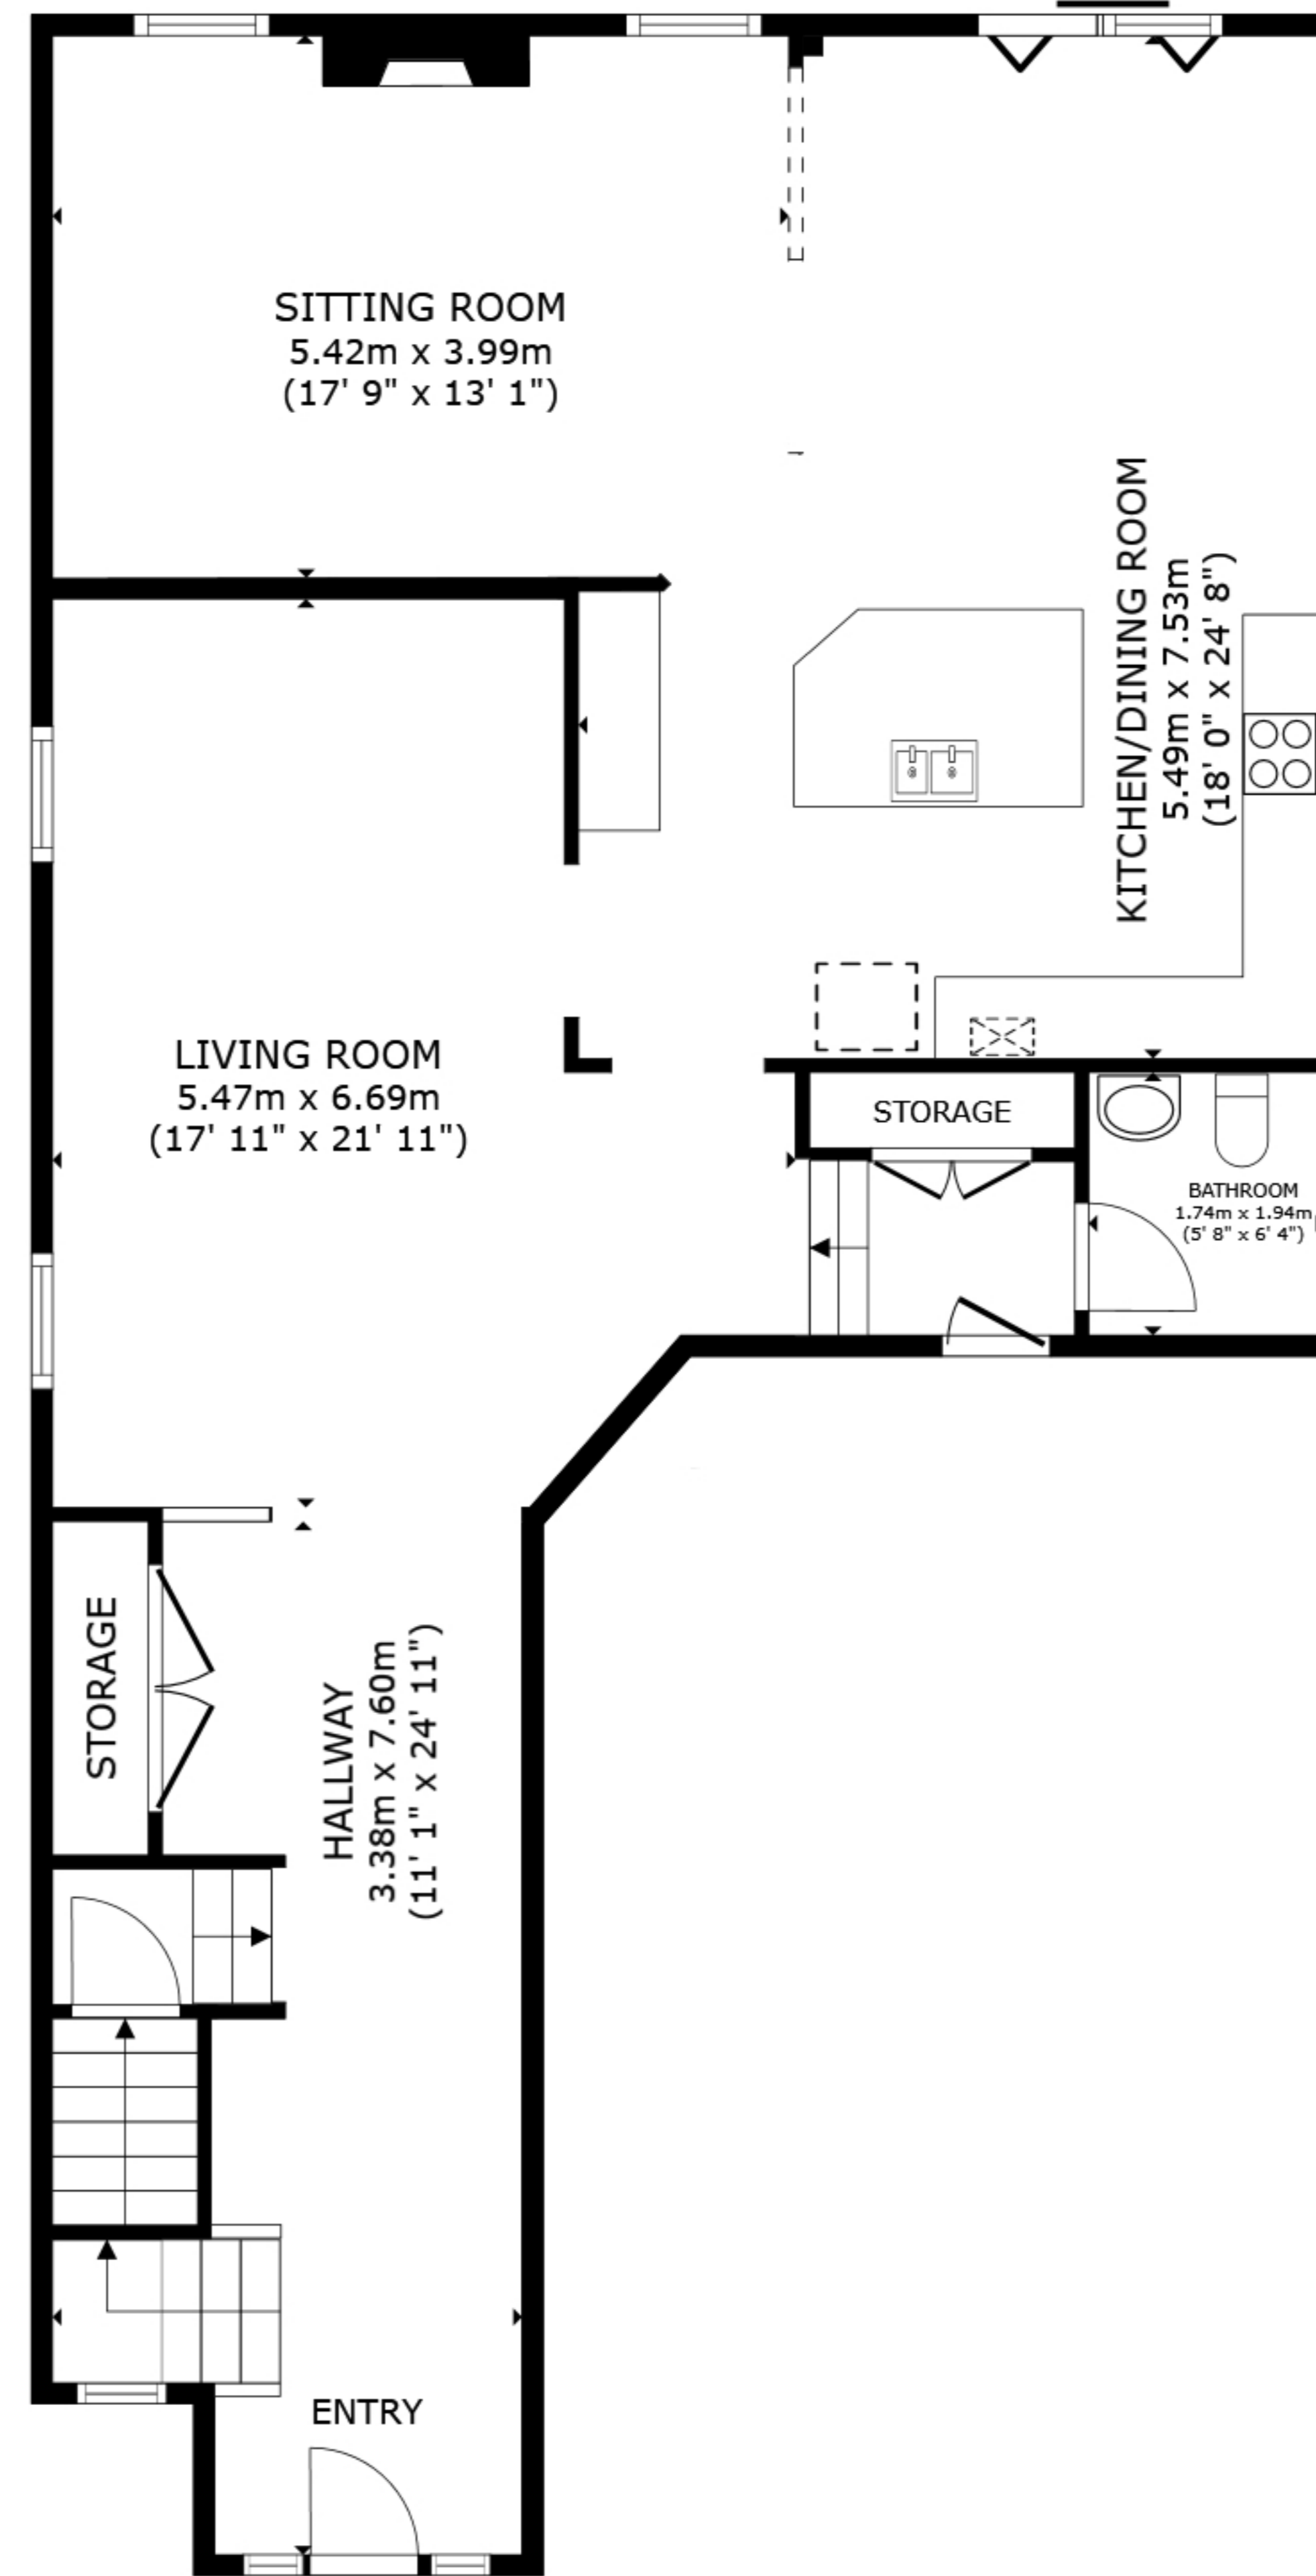 SITTING ROOM
5.42m x 3.99m
(17' 9" x 13' 1")
KITCHEN/DINING ROOM
5.49m x 7.53m
(18' 0" x 24' 8")
LIVING ROOM
5.47m x 6.69m
(17' 11" x 21' 11")
STORAGE
BATHROOM
1.74m x 1.94m
(5' 8" x 6' 4")
STORAGE
HALLWAY
3.38m x 7.60m
(11' 1" x 24' 11")
ENTRY